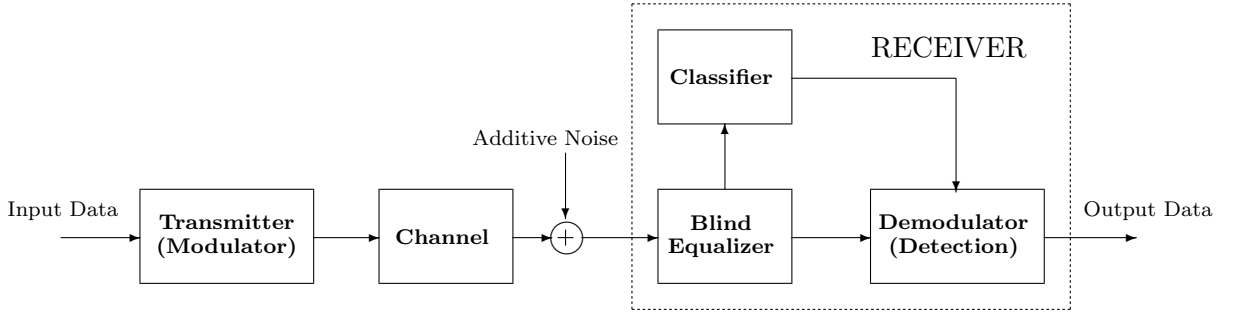 RECEIVER
Classifier
Additive Noise
Input Data
Transmitter
(Modulator)
Channel
+
Blind
Equalizer
Demodulator
(Detection)
Output Data